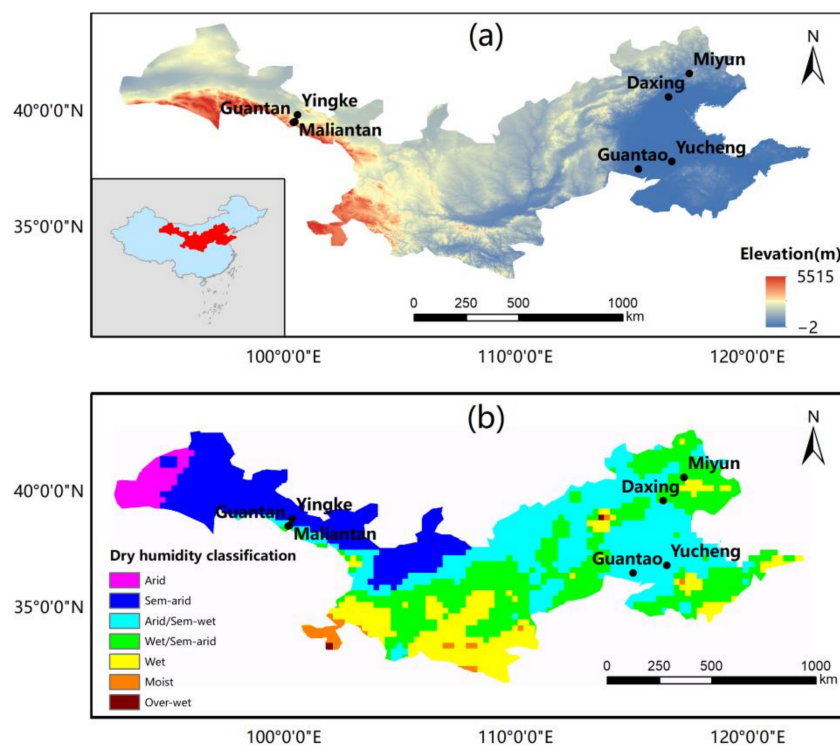 (a)
N
Miyun
Daxing
40°0'0"N
Guantan
Yingke
Maliantan
Guantao
Yucheng
35°0'0"N
Elevation(m)
5515
−2
0 250 500 1000
km
100°0'0"E 110°0'0"E 120°0'0"E
(b)
N
Miyun
Daxing
40°0'0"N
Guantan
Yingke
Maliantan
Guantao
Yucheng
Dry humidity classification
Arid
Sem-arid
Arid/Sem-wet
Wet/Sem-arid
Wet
Moist
Over-wet
35°0'0"N
0 250 500 1000
km
100°0'0"E 110°0'0"E 120°0'0"E